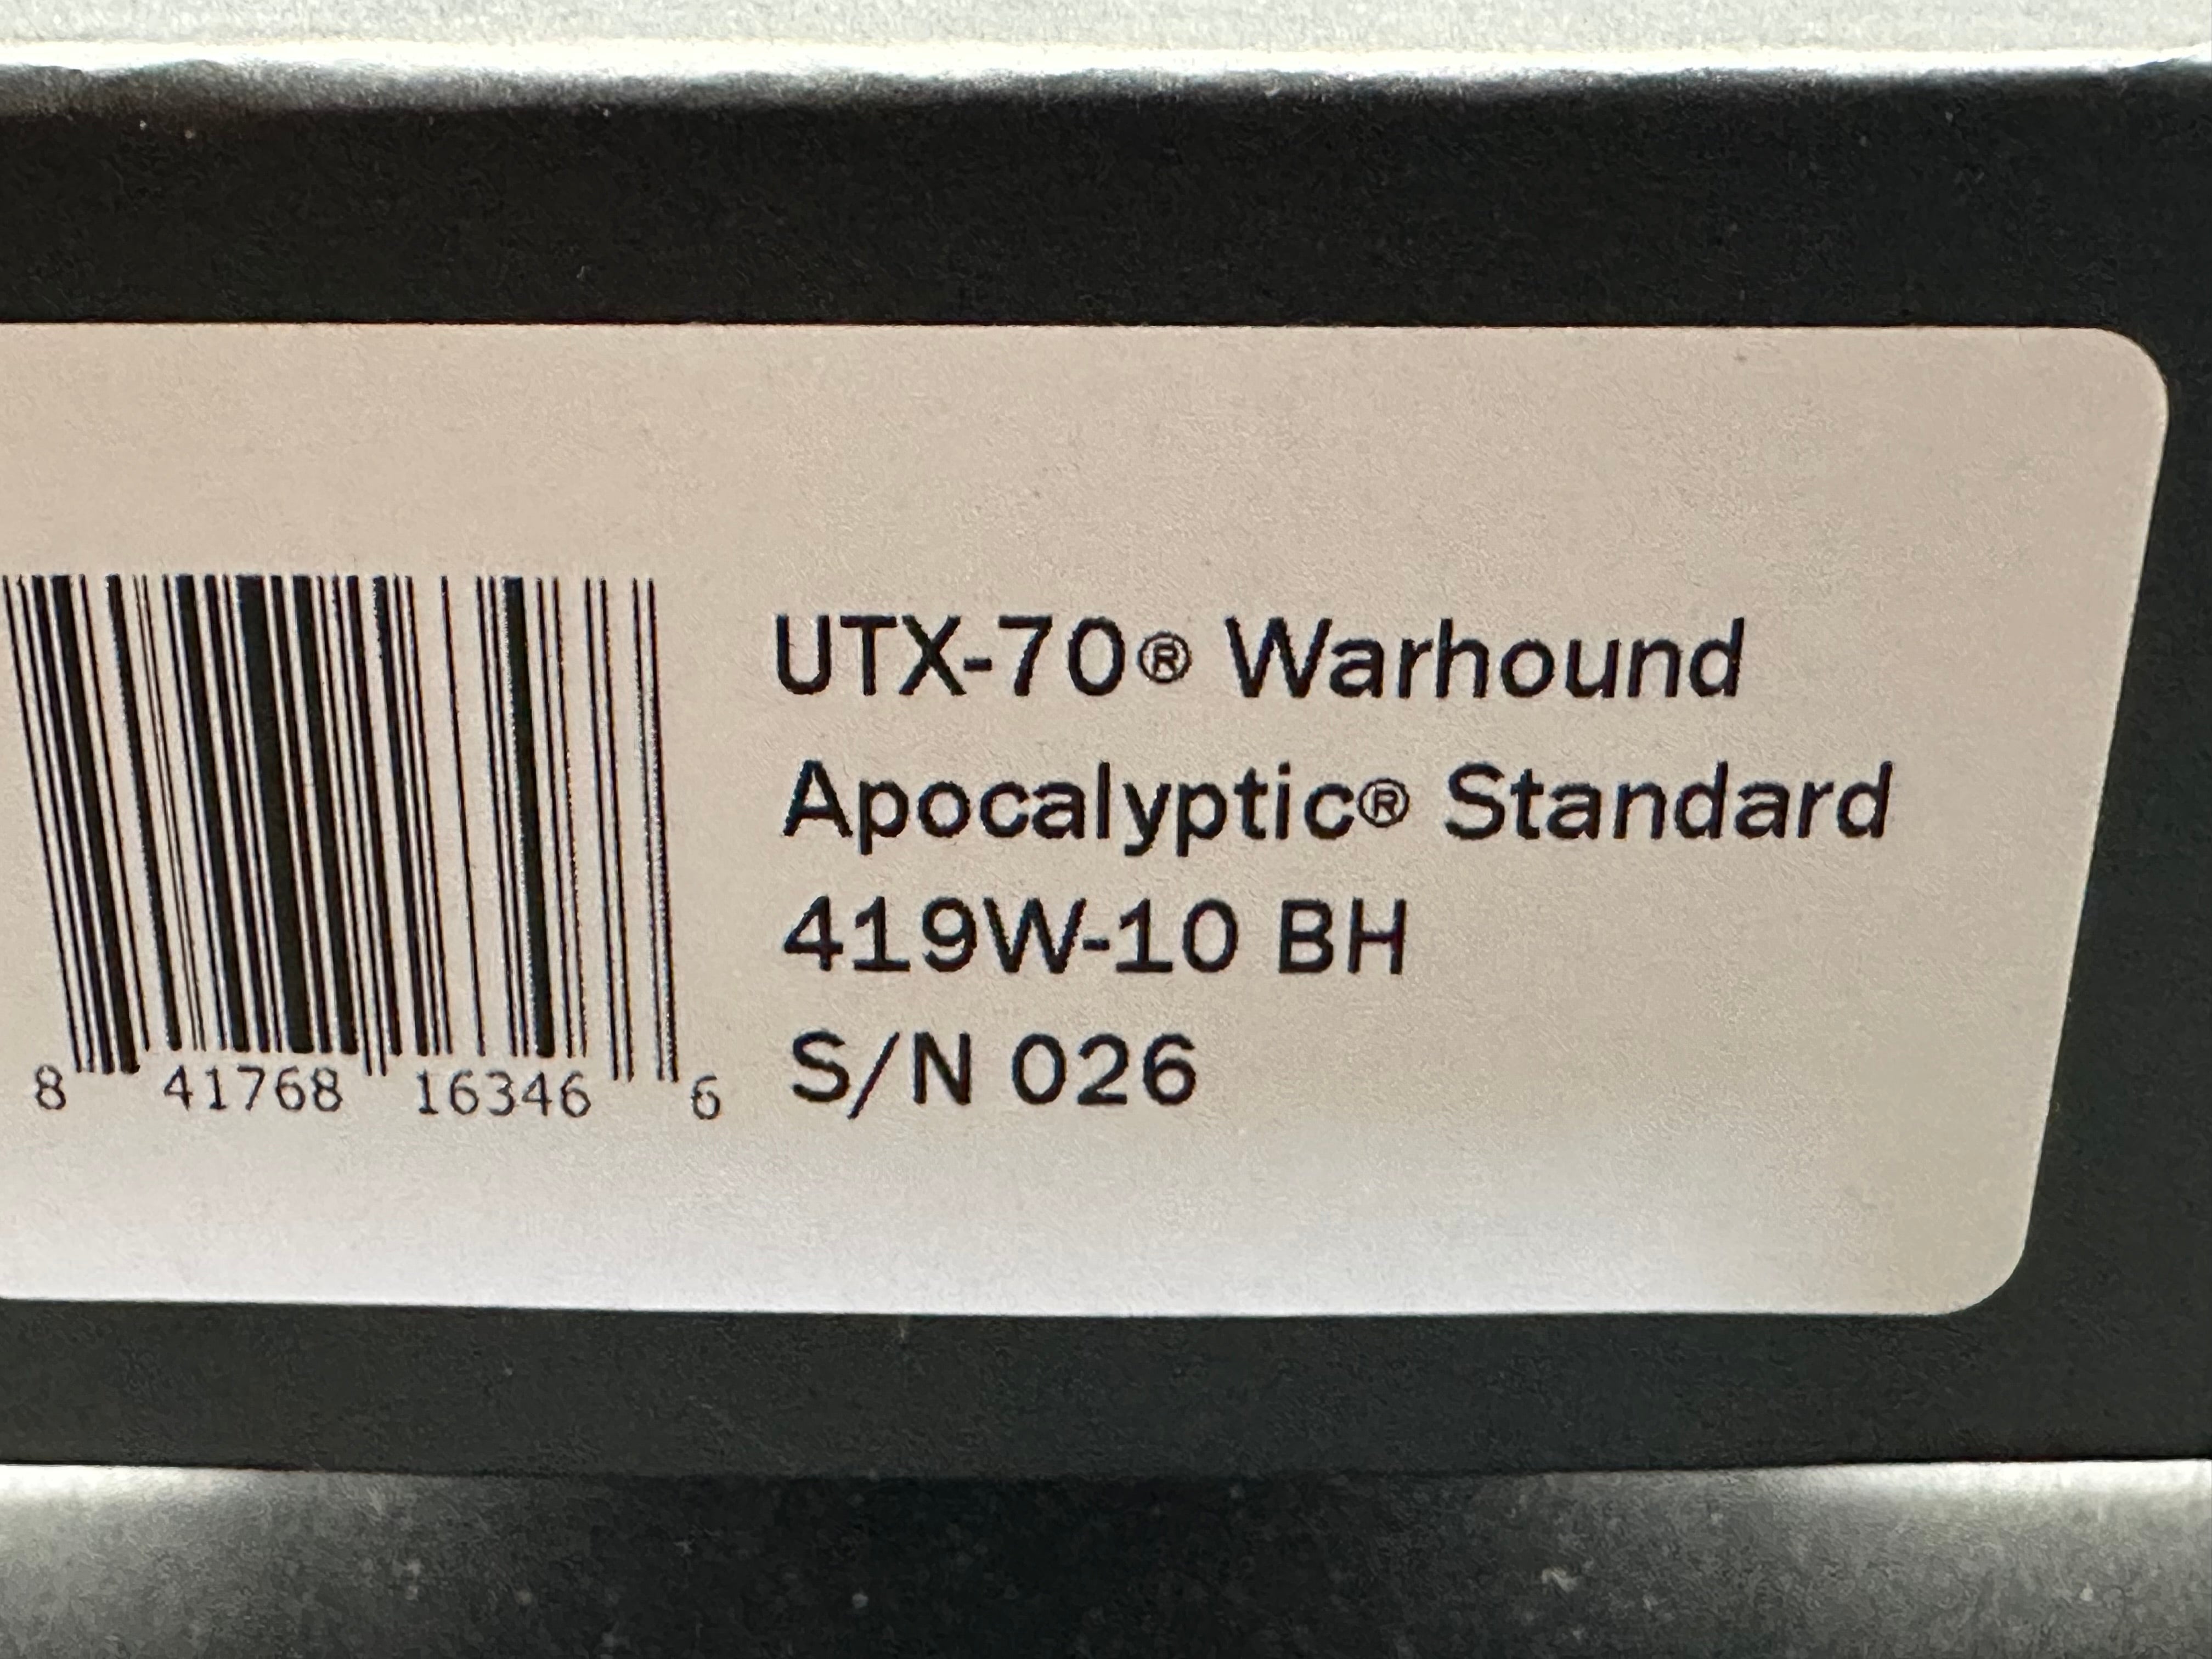 UTX-70® Warhound
Apocalyptic® Standard
419W-10 BH
S/N 026
8 41768 16346 6